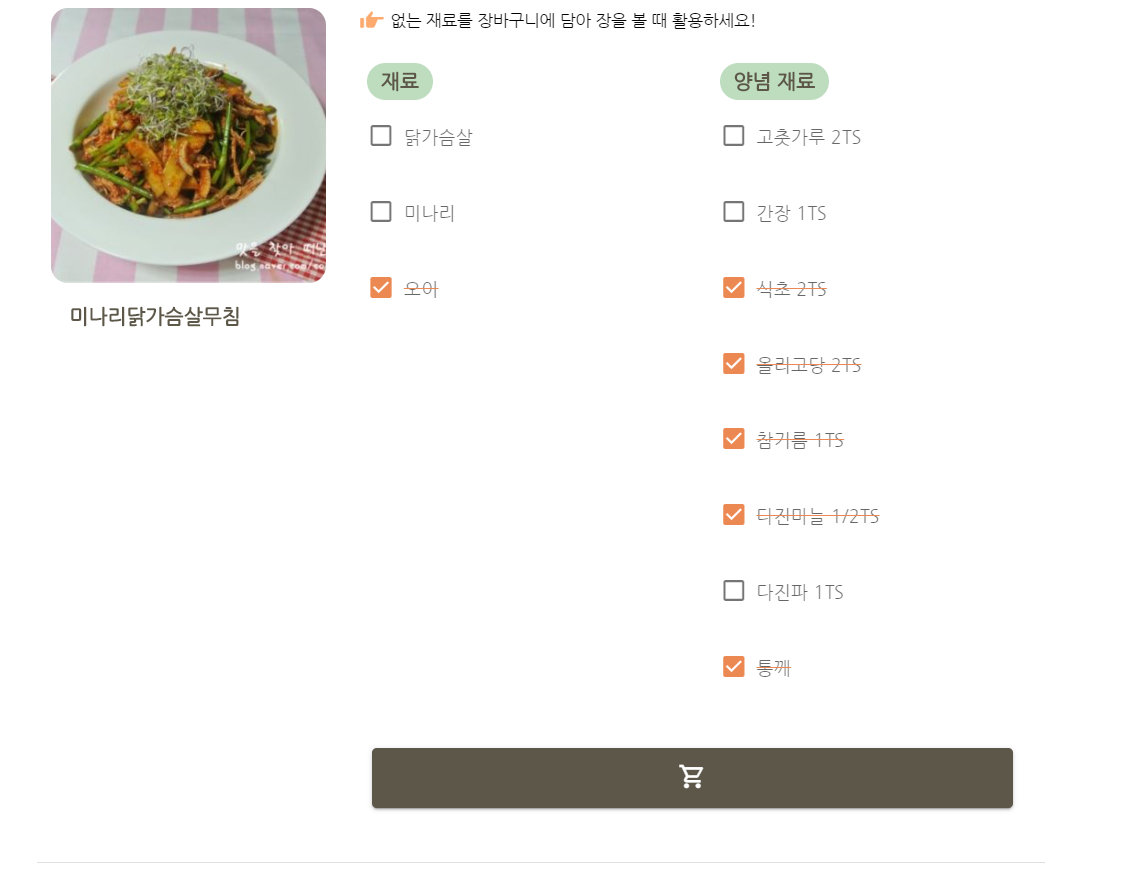 없는 재료를 장바구니에 담아 장을 볼 때 활용하세요!
맛을 찾아 떠
blog.naver.com/
미나리닭가슴살무침
재료
닭가슴살
미나리
오이
양념 재료
고춧가루 2TS
간장 1TS
식초 2TS
올리고당 2TS
참기름 1TS
다진마늘 1/2TS
다진파 1TS
통깨